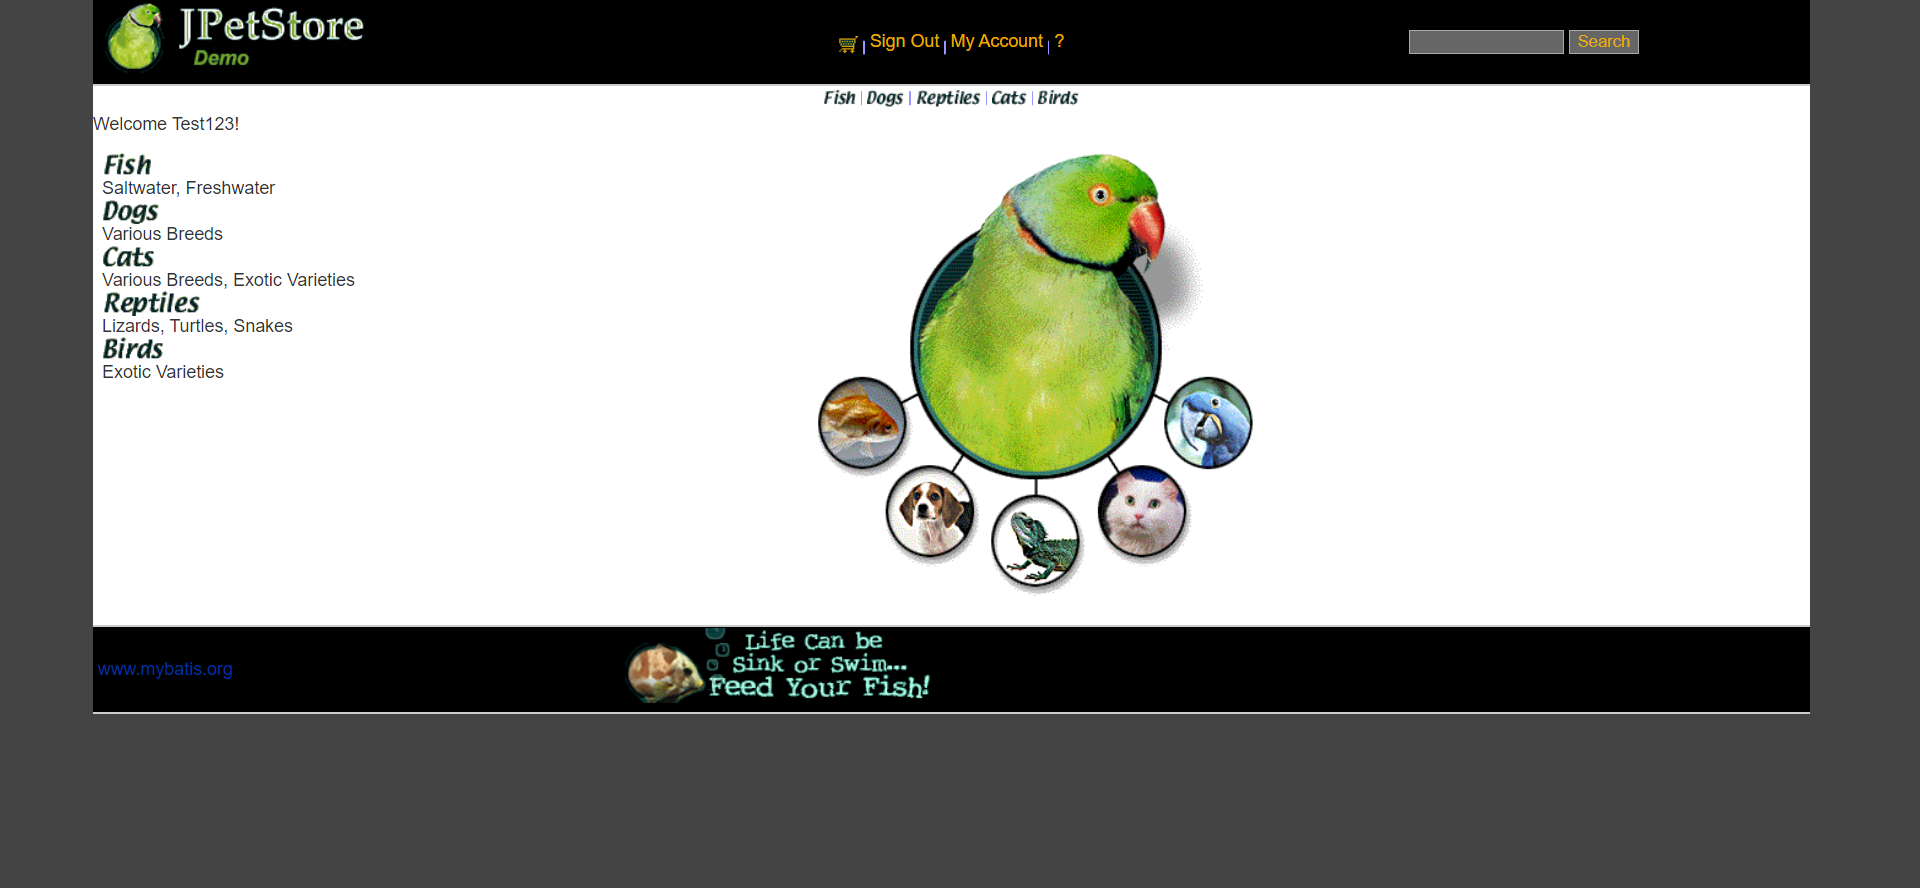 JPetStore
Demo
Sign Out My Account ?
Search
Fish Dogs Reptiles Cats Birds
Welcome Test123!
Fish
Saltwater, Freshwater
Dogs
Various Breeds
Cats
Various Breeds, Exotic Varieties
Reptiles
Lizards, Turtles, Snakes
Birds
Exotic Varieties
www.mybatis.org
Life Can be
Sink or Swim...
Feed Your Fish!